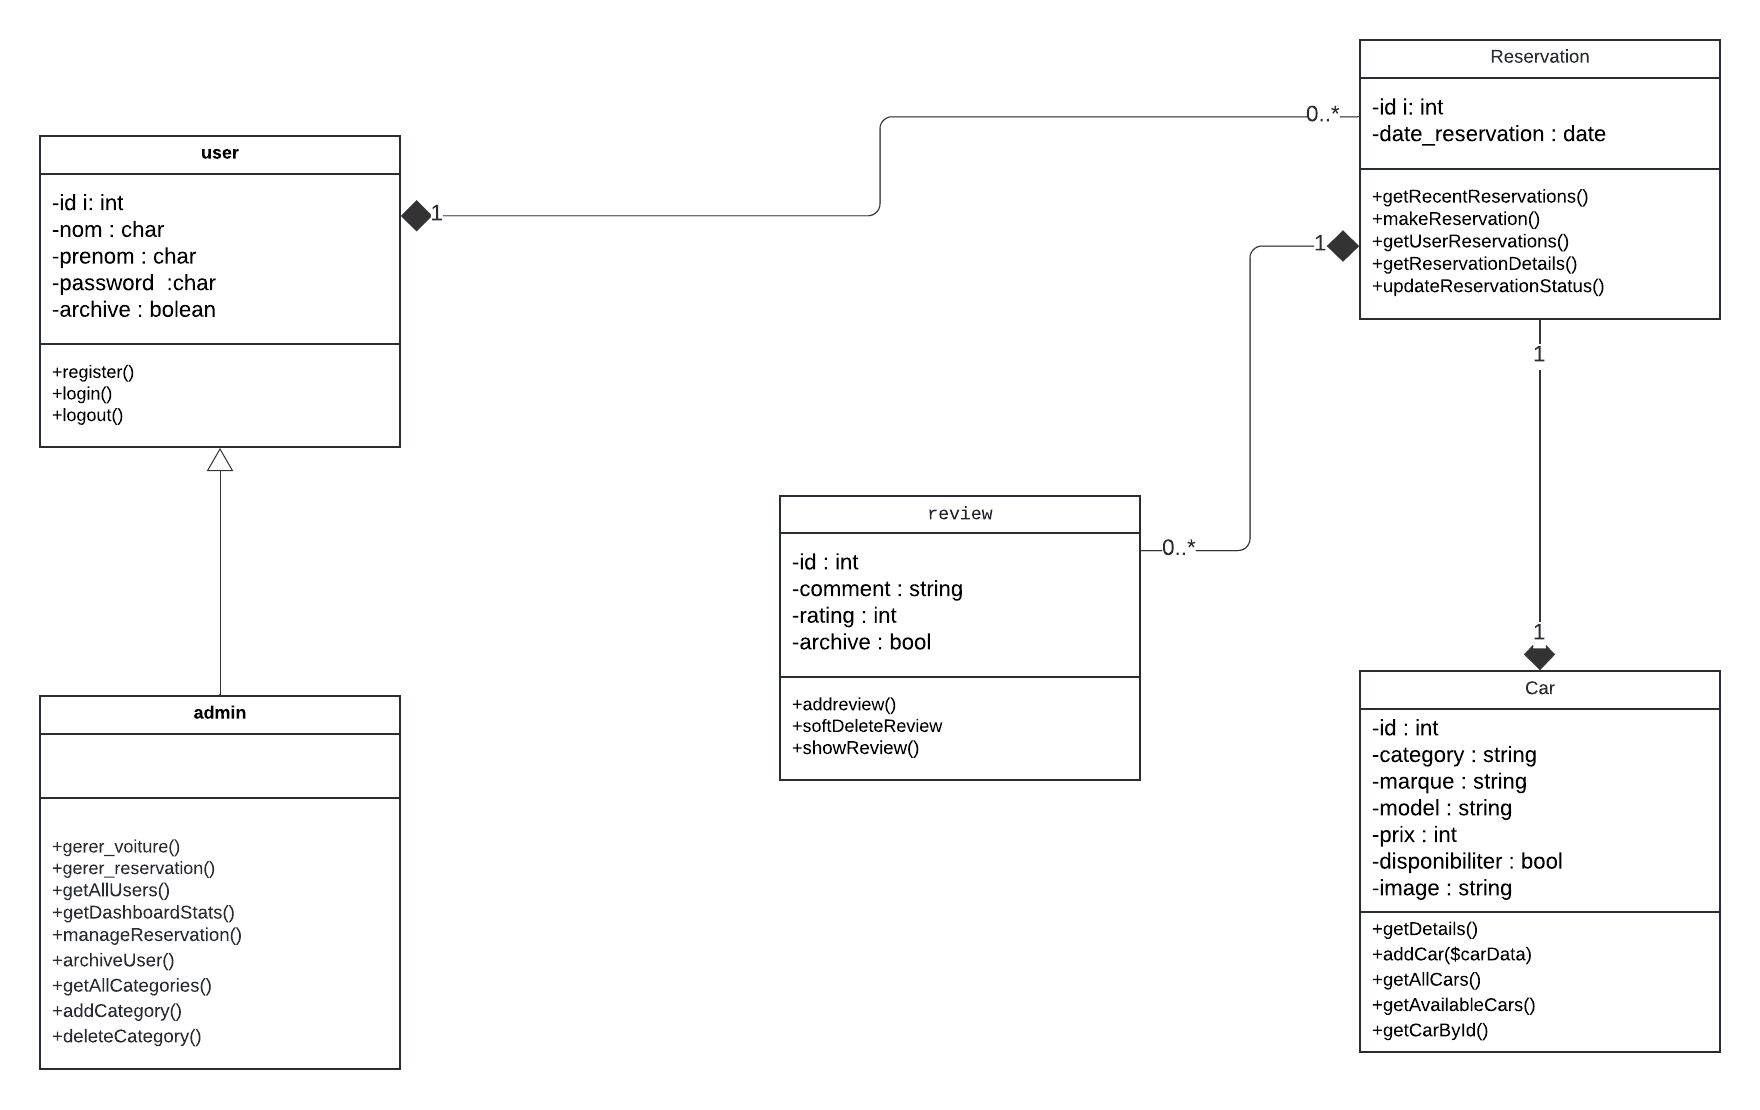 user
-id i: int
-nom : char
-prenom : char
-password  :char
-archive : bolean
+register()
+login()
+logout()
1
0..*
Reservation
-id i: int
-date_reservation : date
+getRecentReservations()
+makeReservation()
+getUserReservations()
+getReservationDetails()
+updateReservationStatus()
1
1
review
-id : int
-comment : string
-rating : int
-archive : bool
+addreview()
+softDeleteReview
+showReview()
0..*
1
admin
+gerer_voiture()
+gerer_reservation()
+getAllUsers()
+getDashboardStats()
+manageReservation()
+archiveUser()
+getAllCategories()
+addCategory()
+deleteCategory()
Car
-id : int
-category : string
-marque : string
-model : string
-prix : int
-disponibiliter : bool
-image : string
+getDetails()
+addCar($carData)
+getAllCars()
+getAvailableCars()
+getCarById()